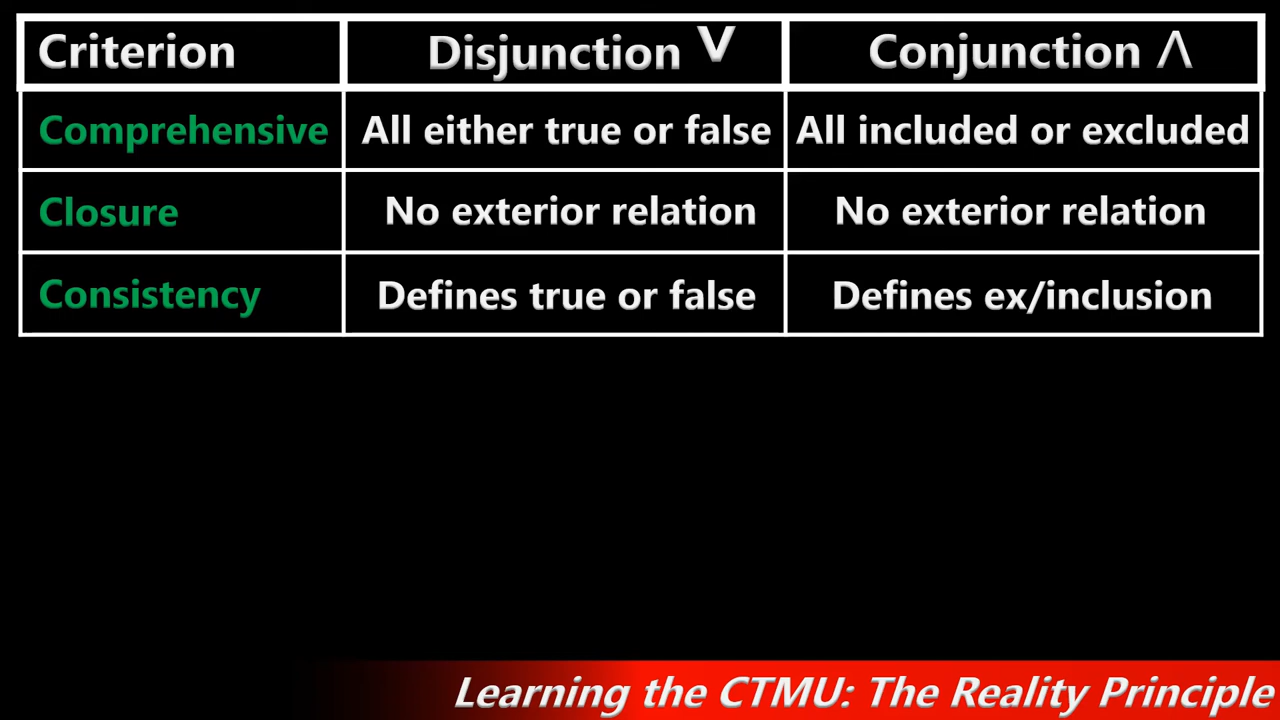 Criterion Disjunction ∨ Conjunction ∧
Comprehensive All either true or false All included or excluded
Closure No exterior relation No exterior relation
Consistency Defines true or false Defines ex/inclusion
Learning the CTMU: The Reality Principle